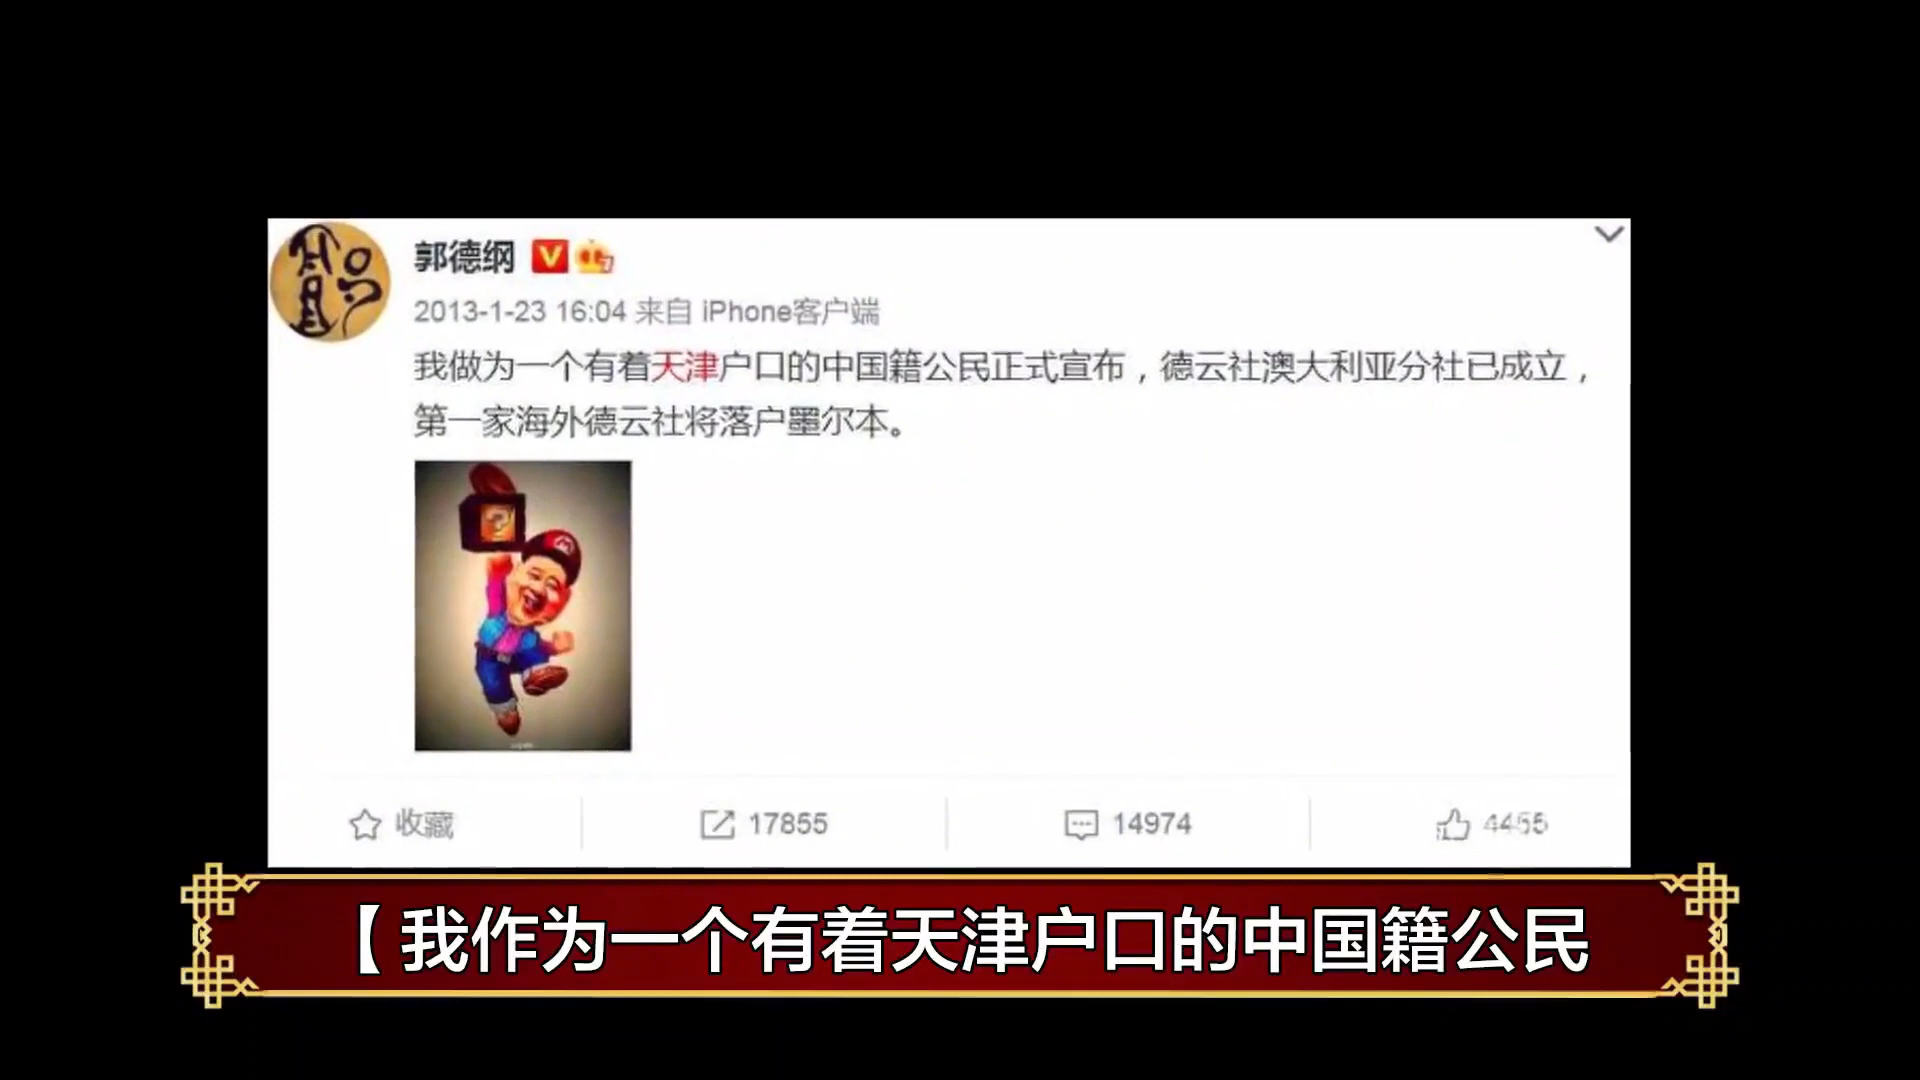 郭德纲
2013-1-23 16:04 来自 iPhone客户端
我做为一个有着天津户口的中国籍公民正式宣布，德云社澳大利亚分社已成立，
第一家海外德云社将落户墨尔本。
收藏
17855
14974
4455
【我作为一个有着天津户口的中国籍公民